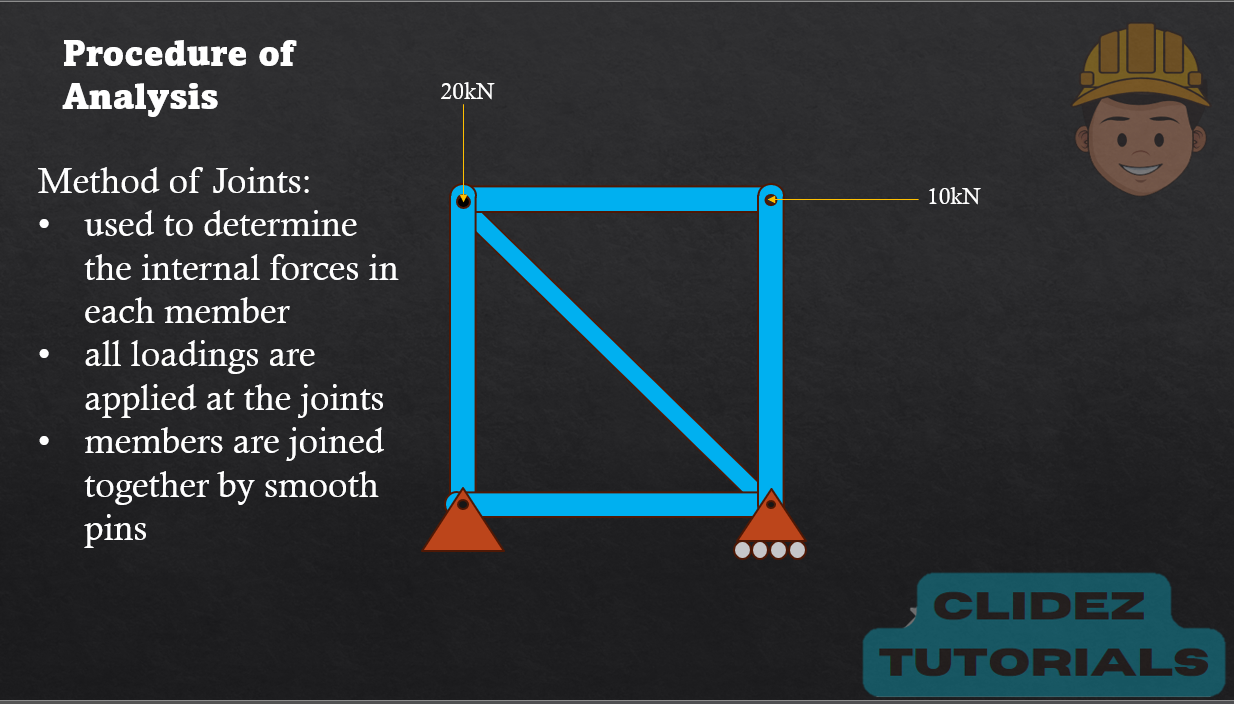 Procedure of
Analysis
20kN
10kN
Method of Joints:
• used to determine
the internal forces in
each member
• all loadings are
applied at the joints
• members are joined
together by smooth
pins
CLIDEZ
TUTORIALS